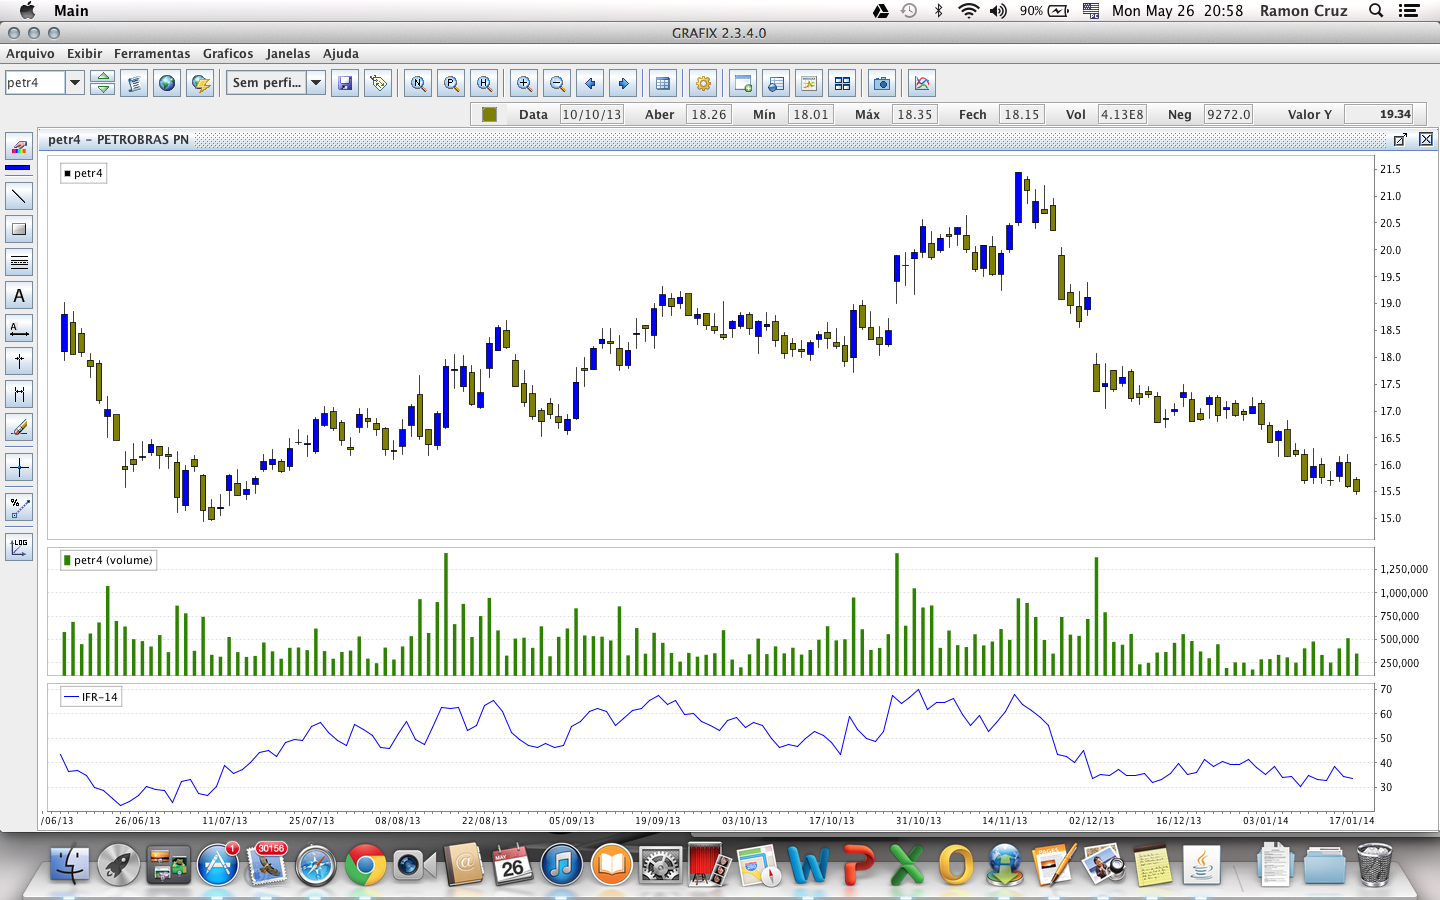 Main 90% Mon May 26 20:58 Ramon Cruz
GRAFIX 2.3.4.0
Arquivo Exibir Ferramentas Graficos Janelas Ajuda
petr4 Sem perfi... N P H
Data 10/10/13 Aber 18.26 Mín 18.01 Máx 18.35 Fech 18.15 Vol 4.13E8 Neg 9272.0 Valor Y 19.34
petr4 - PETROBRAS PN
petr4
21.5
21.0
20.5
20.0
19.5
19.0
18.5
18.0
17.5
17.0
16.5
16.0
15.5
15.0
A
A
%
LOG
petr4 (volume)
1,250,000
1,000,000
750,000
500,000
250,000
IFR-14
70
60
50
40
30
/06/13 26/06/13 11/07/13 25/07/13 08/08/13 22/08/13 05/09/13 19/09/13 03/10/13 17/10/13 31/10/13 14/11/13 02/12/13 16/12/13 03/01/14 17/01/14
1 30156 @ MAY 26 W P X O PAGES